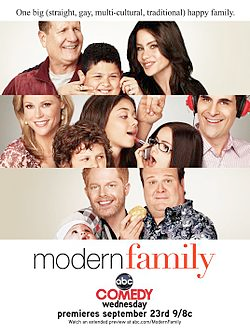 One big (straight, gay, multi-cultural, traditional) happy family.
modern family
abc
COMEDY
wednesday
premieres september 23rd 9/8c
Watch an extended preview at abc.com/ModernFamily